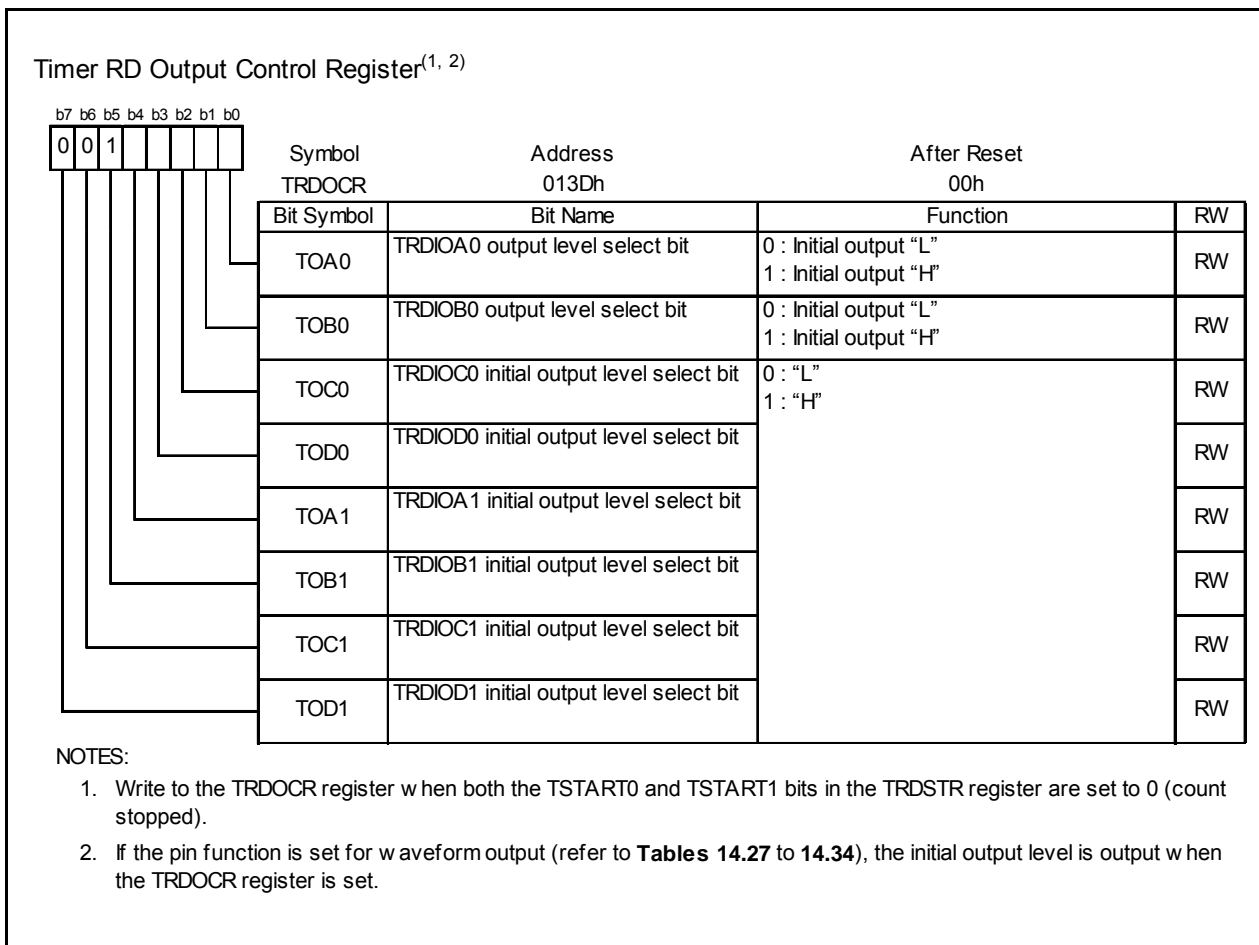 Timer RD Output Control Register(1, 2)
b7 b6 b5 b4 b3 b2 b1 b0
0 0 1
Symbol Address After Reset
TRDOCR 013Dh 00h
Bit Symbol Bit Name Function RW
TOA0 TRDIOA0 output level select bit 0 : Initial output “L” RW
1 : Initial output “H”
TOB0 TRDIOB0 output level select bit 0 : Initial output “L” RW
1 : Initial output “H”
TOC0 TRDIOC0 initial output level select bit 0 : “L” RW
1 : “H”
TOD0 TRDIOD0 initial output level select bit RW
TOA1 TRDIOA1 initial output level select bit RW
TOB1 TRDIOB1 initial output level select bit RW
TOC1 TRDIOC1 initial output level select bit RW
TOD1 TRDIOD1 initial output level select bit RW
NOTES:
1. Write to the TRDOCR register when both the TSTART0 and TSTART1 bits in the TRDSTR register are set to 0 (count
stopped).
2. If the pin function is set for waveform output (refer to Tables 14.27 to 14.34), the initial output level is output when
the TRDOCR register is set.